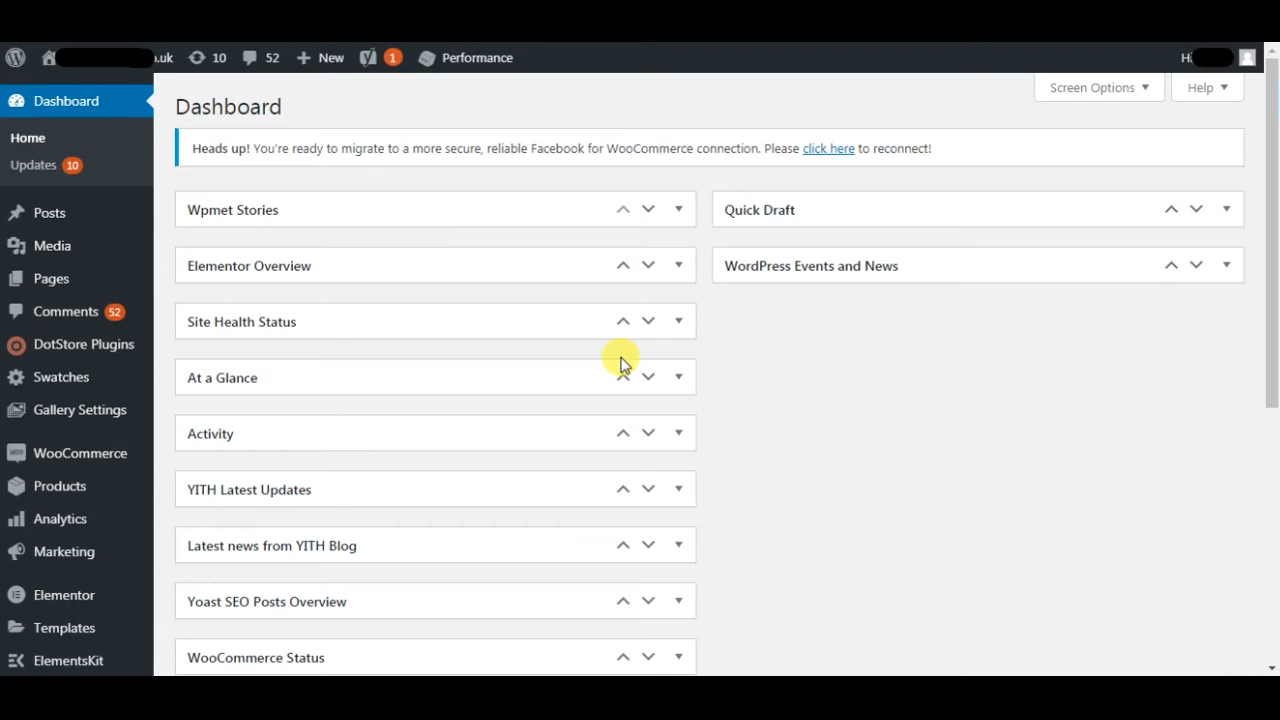 .uk 10 52 New 1 Performance Hi
Screen Options Help
Dashboard
Dashboard
Home
Updates 10
Posts
Media
Pages
Comments 52
DotStore Plugins
Swatches
Gallery Settings
WooCommerce
Products
Analytics
Marketing
Elementor
Templates
ElementsKit
Heads up! You're ready to migrate to a more secure, reliable Facebook for WooCommerce connection. Please click here to reconnect!
Wpmet Stories
Elementor Overview
Site Health Status
At a Glance
Activity
YITH Latest Updates
Latest news from YITH Blog
Yoast SEO Posts Overview
WooCommerce Status
Quick Draft
WordPress Events and News